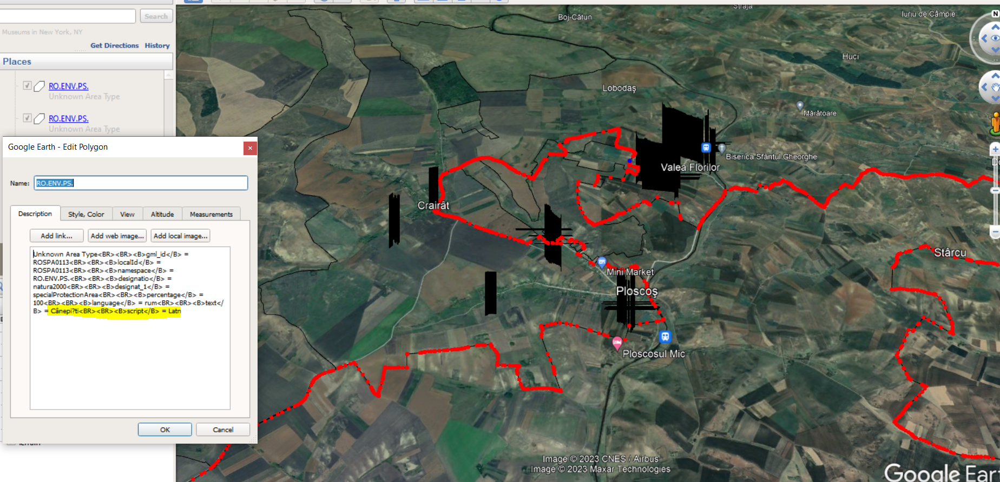 Search
Museums in New York, NY
Get Directions History
Places
RO.ENV.PS.
Unknown Area Type
RO.ENV.PS.
Unknown Area Type
Google Earth - Edit Polygon
Name: RO.ENV.PS.
Description Style, Color View Altitude Measurements
Add link... Add web image... Add local image...
Unknown Area Type<BR><BR><B>gml_id</B> =
ROSPA0113<BR><BR><B>localId</B> =
ROSPA0113<BR><BR><B>namespace</B> =
RO.ENV.PS.<BR><BR><B>designatio</B> =
natura2000<BR><BR><B>designat_1</B> =
specialProtectionArea<BR><BR><B>percentage</B> =
100<BR><BR><B>language</B> = rum<BR><BR><B>text</
B> = Cânepi?ti<BR><BR><B>script</B> = Latn
OK Cancel
Straja
Boj-Cătun
Iuriu de Câmpie
N
Huci
Lobodaş
Mărătoare
Biserica Sfântul Gheorghe
Valea Florilor
Crairât
Stârcu
Mini Market
Ploscoş
Ploscosul Mic
Image © 2023 CNES / Airbus
Image © 2023 Maxar Technologies
Google Ear